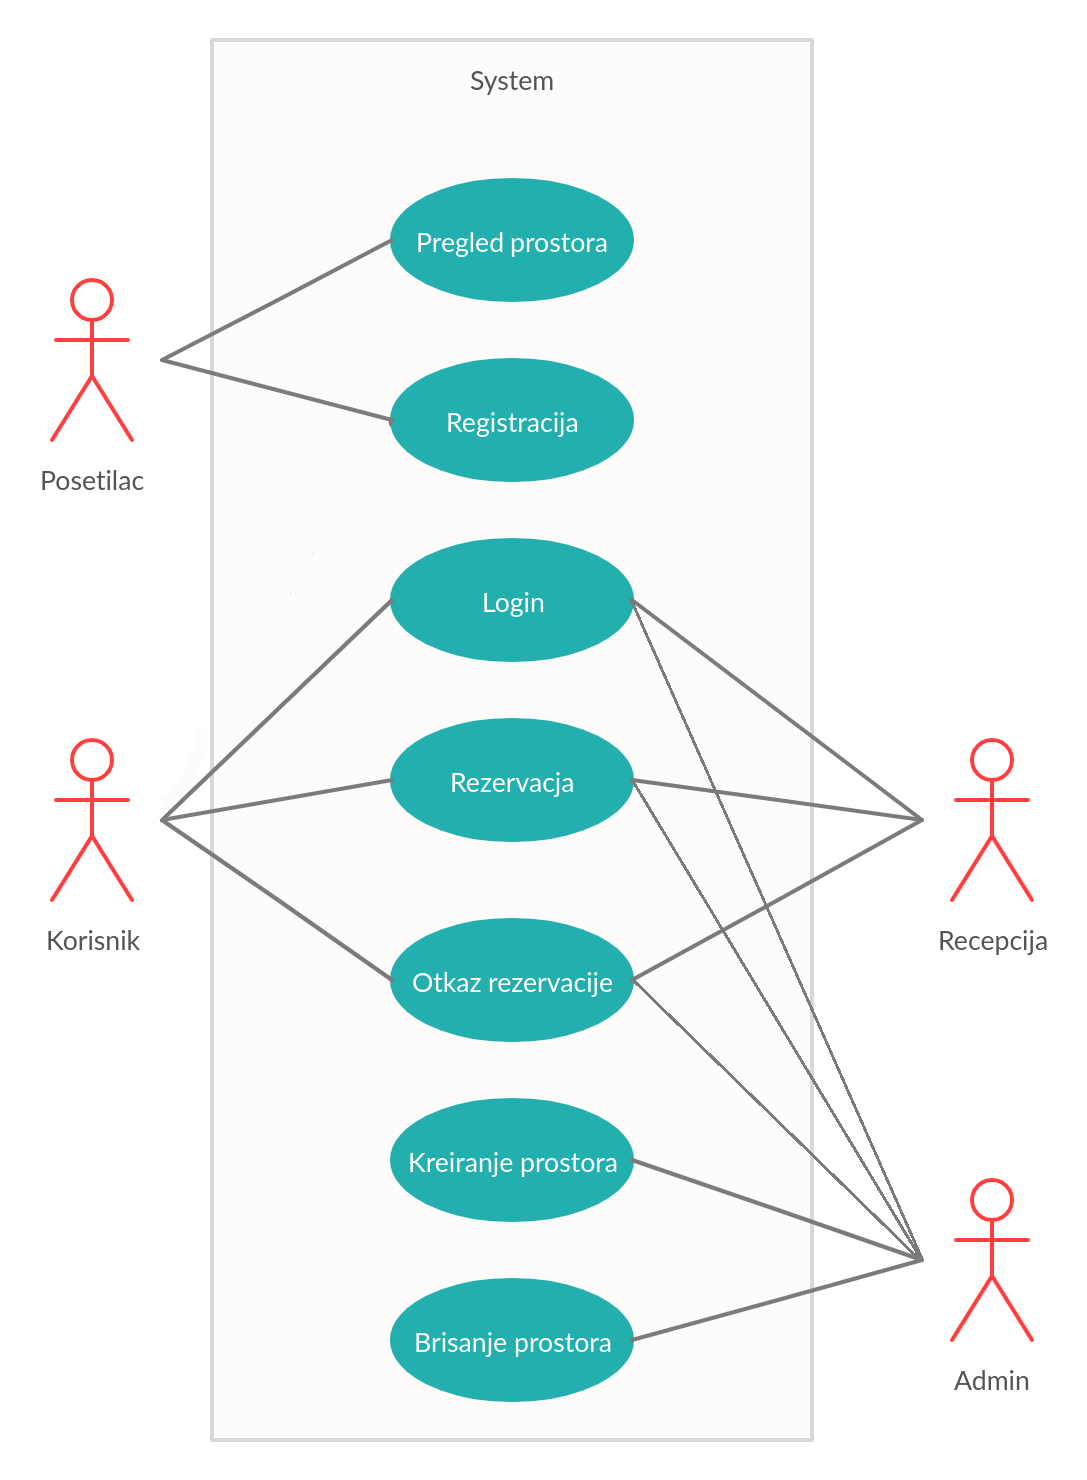 System
Pregled prostora
Registracija
Posetilac
Login
Rezervacja
Korisnik
Recepcija
Otkaz rezervacije
Kreiranje prostora
Brisanje prostora
Admin